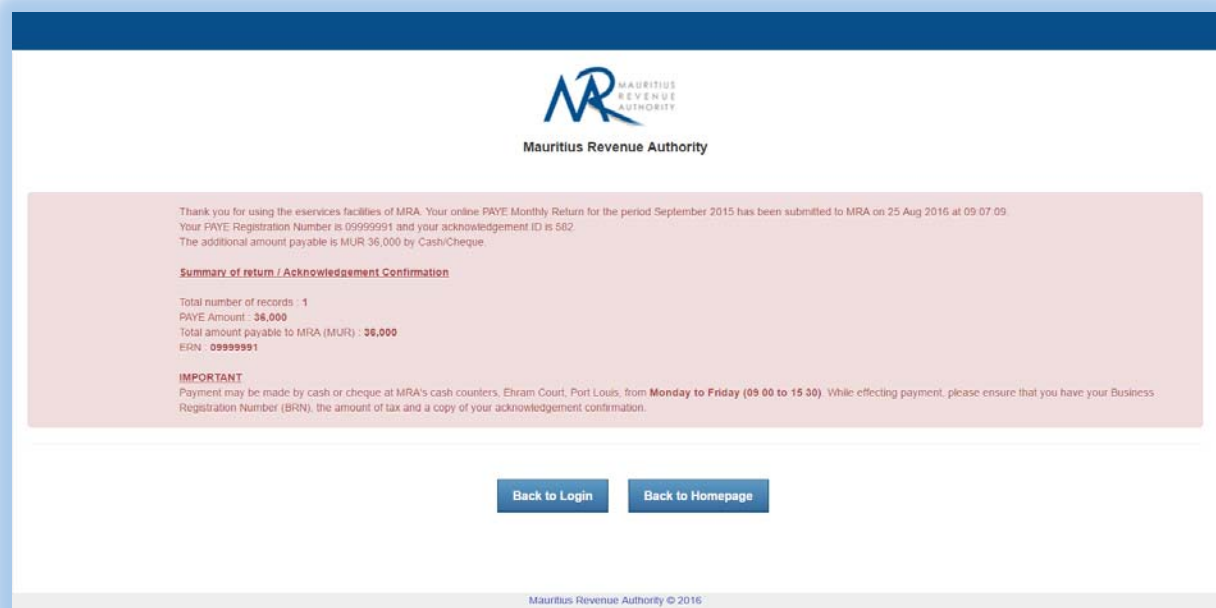 MR MAURITIUS
REVENUE
AUTHORITY
Mauritius Revenue Authority
Thank you for using the eservices facilities of MRA. Your online PAYE Monthly Return for the period September 2015 has been submitted to MRA on 25 Aug 2016 at 09:07:09.
Your PAYE Registration Number is 09999991 and your acknowledgement ID is 582.
The additional amount payable is MUR 36,000 by Cash/Cheque.
Summary of return / Acknowledgement Confirmation
Total number of records : 1
PAYE Amount : 36,000
Total amount payable to MRA (MUR) : 36,000
ERN : 09999991
IMPORTANT
Payment may be made by cash or cheque at MRA's cash counters, Ehram Court, Port Louis, from Monday to Friday (09 00 to 15 30). While effecting payment, please ensure that you have your Business
Registration Number (BRN), the amount of tax and a copy of your acknowledgement confirmation.
Back to Login Back to Homepage
Mauritius Revenue Authority © 2016